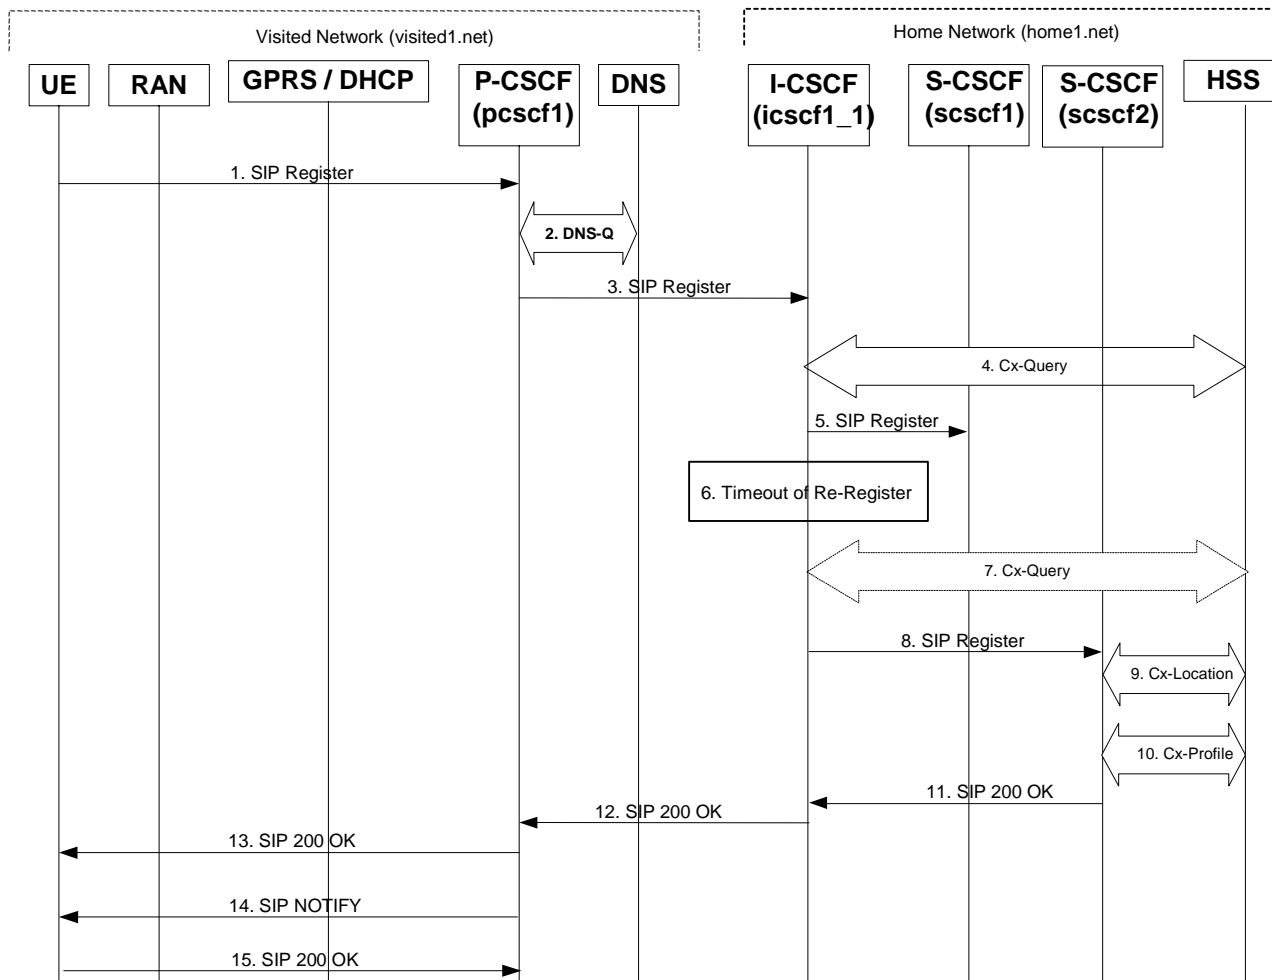 Visited Network (visited1.net)
Home Network (home1.net)
UE
RAN
GPRS / DHCP
P-CSCF
(pcscf1)
DNS
I-CSCF
(icscf1_1)
S-CSCF
(scscf1)
S-CSCF
(scscf2)
HSS
1. SIP Register
2. DNS-Q
3. SIP Register
4. Cx-Query
5. SIP Register
6. Timeout of Re-Register
7. Cx-Query
8. SIP Register
9. Cx-Location
10. Cx-Profile
11. SIP 200 OK
12. SIP 200 OK
13. SIP 200 OK
14. SIP NOTIFY
15. SIP 200 OK